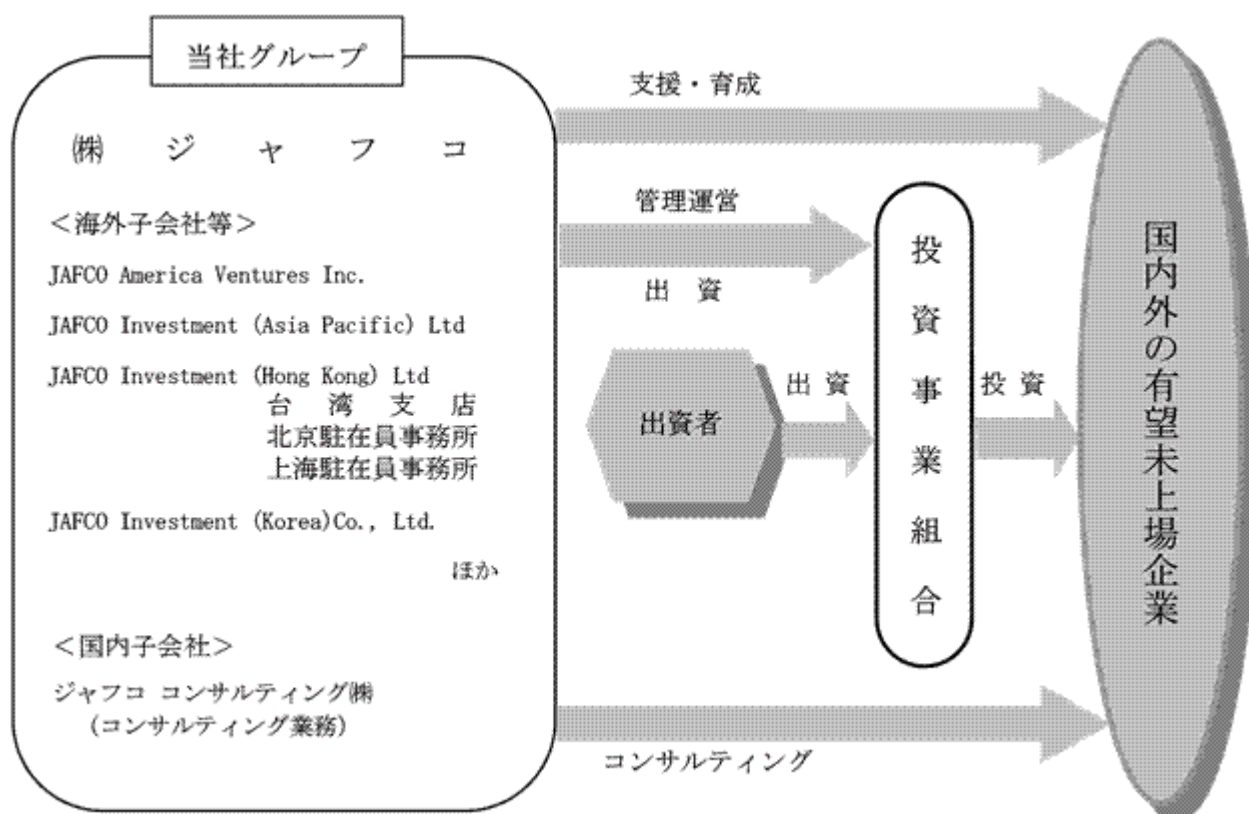 当社グループ
㈱ジャフコ
＜海外子会社等＞
JAFCO America Ventures Inc.
JAFCO Investment (Asia Pacific) Ltd
JAFCO Investment (Hong Kong) Ltd
台湾支店
北京駐在員事務所
上海駐在員事務所
JAFCO Investment (Korea)Co., Ltd.
ほか
＜国内子会社＞
ジャフコ コンサルティング㈱
(コンサルティング業務)
支援・育成
管理運営
出資
出資者
出資
投資事業組合
投資
コンサルティング
国内外の有望未上場企業